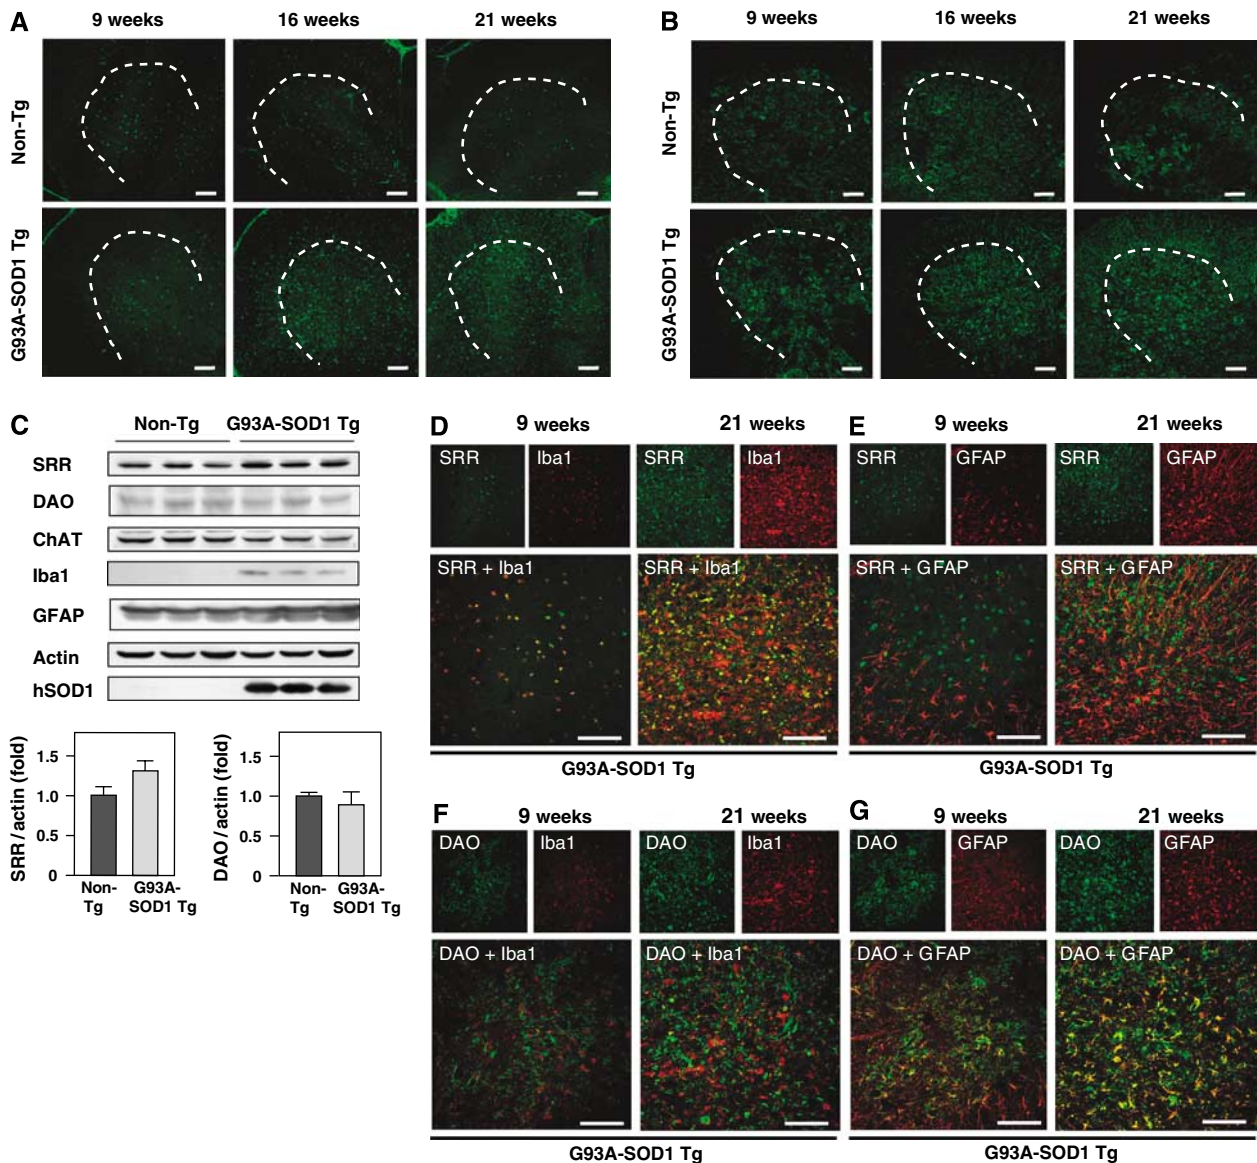 A
9 weeks
16 weeks
21 weeks
Non-Tg
G93A-SOD1 Tg
B
9 weeks
16 weeks
21 weeks
Non-Tg
G93A-SOD1 Tg
C
Non-Tg
G93A-SOD1 Tg
SRR
DAO
ChAT
Iba1
GFAP
Actin
hSOD1
SRR/actin (fold)
1.5
1.0
0.5
0
Non-
Tg
G93A-
SOD1 Tg
DAO/actin (fold)
1.5
1.0
0.5
0
Non-
Tg
G93A-
SOD1 Tg
D
9 weeks
21 weeks
SRR
Iba1
SRR
Iba1
SRR + Iba1
SRR + Iba1
G93A-SOD1 Tg
E
9 weeks
21 weeks
SRR
GFAP
SRR
GFAP
SRR + GFAP
SRR + GFAP
G93A-SOD1 Tg
F
9 weeks
21 weeks
DAO
Iba1
DAO
Iba1
DAO + Iba1
DAO + Iba1
G93A-SOD1 Tg
G
9 weeks
21 weeks
DAO
GFAP
DAO
GFAP
DAO + GFAP
DAO + GFAP
G93A-SOD1 Tg